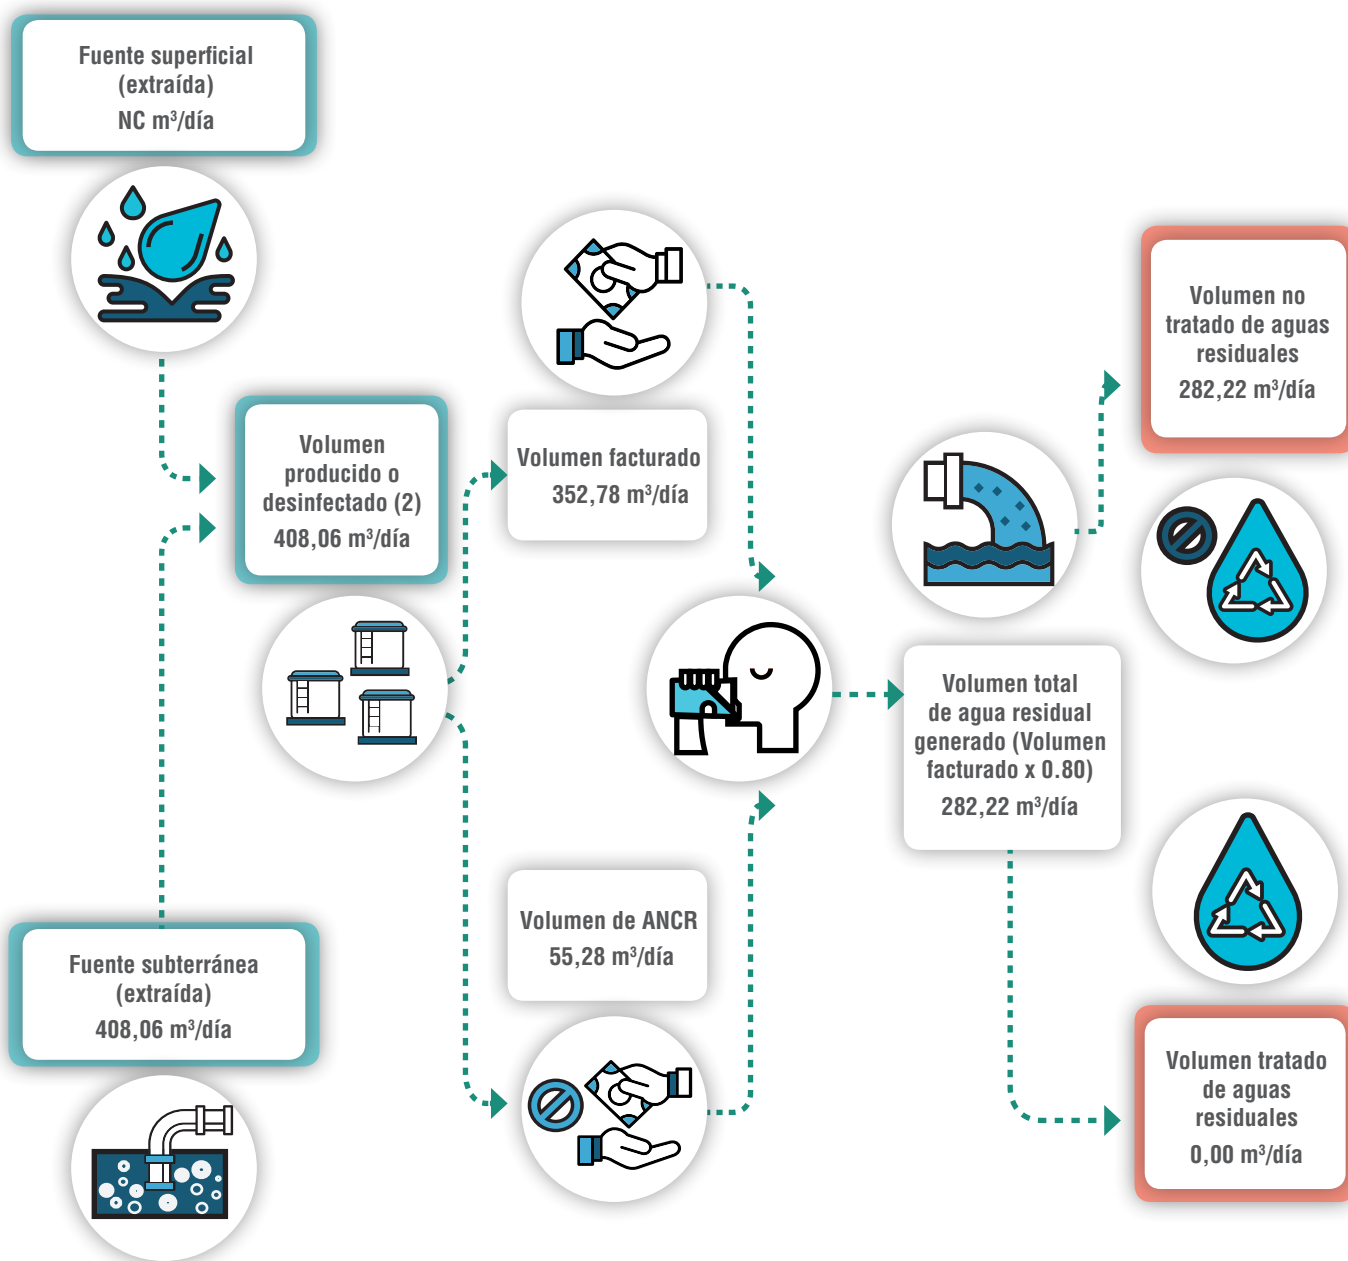 Fuente superficial
(extraída)
NC m³/día
Volumen
producido o
desinfectado (2)
408,06 m³/día
Fuente subterránea
(extraída)
408,06 m³/día
Volumen facturado
352,78 m³/día
Volumen de ANCR
55,28 m³/día
Volumen total
de agua residual
generado (Volumen
facturado x 0.80)
282,22 m³/día
Volumen no
tratado de aguas
residuales
282,22 m³/día
Volumen tratado
de aguas
residuales
0,00 m³/día